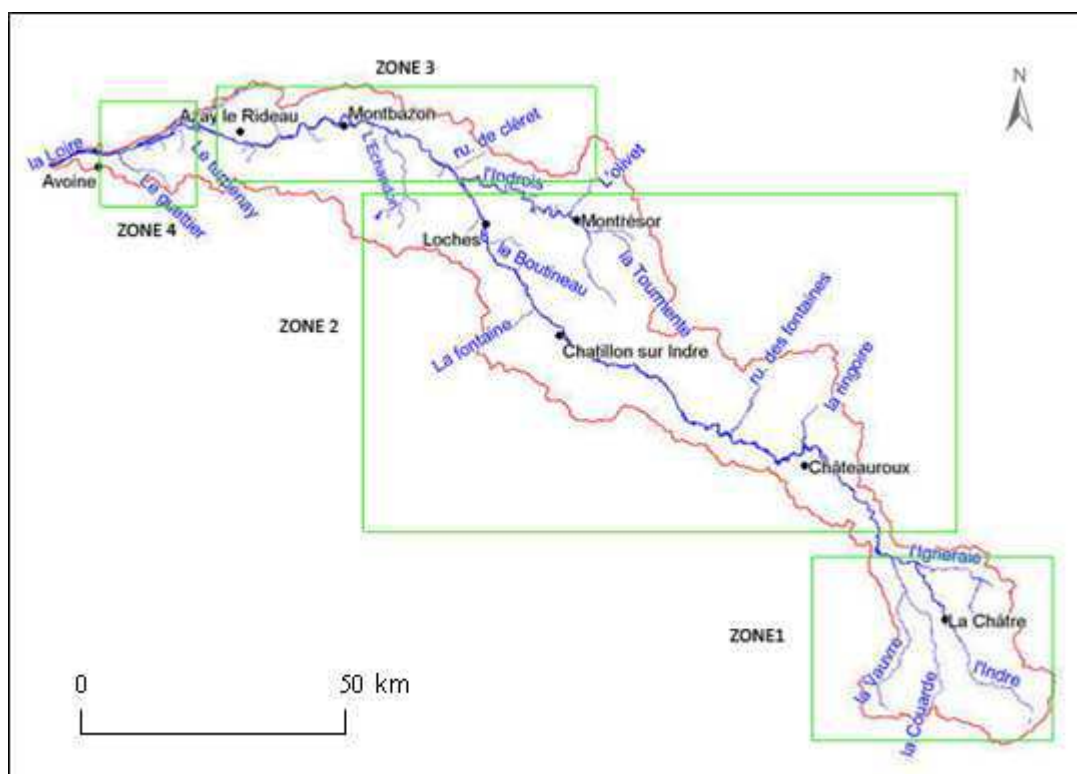 ZONE 3
N
Azay le Rideau
Montbazon
ru. de cléret
la Loire
l'Echandon
l'Indrois
L'olivet
Avoine
Le guettier
ZONE 4
Montrésor
Loches
la Boutineau
la Tourmente
ZONE 2
La fontaine
Chatillon sur Indre
ru. des fontaines
la ringoire
Châteauroux
l'Igneraie
ZONE1
La Châtre
la Vauvre
la Couarde
l'Indre
0
50 km